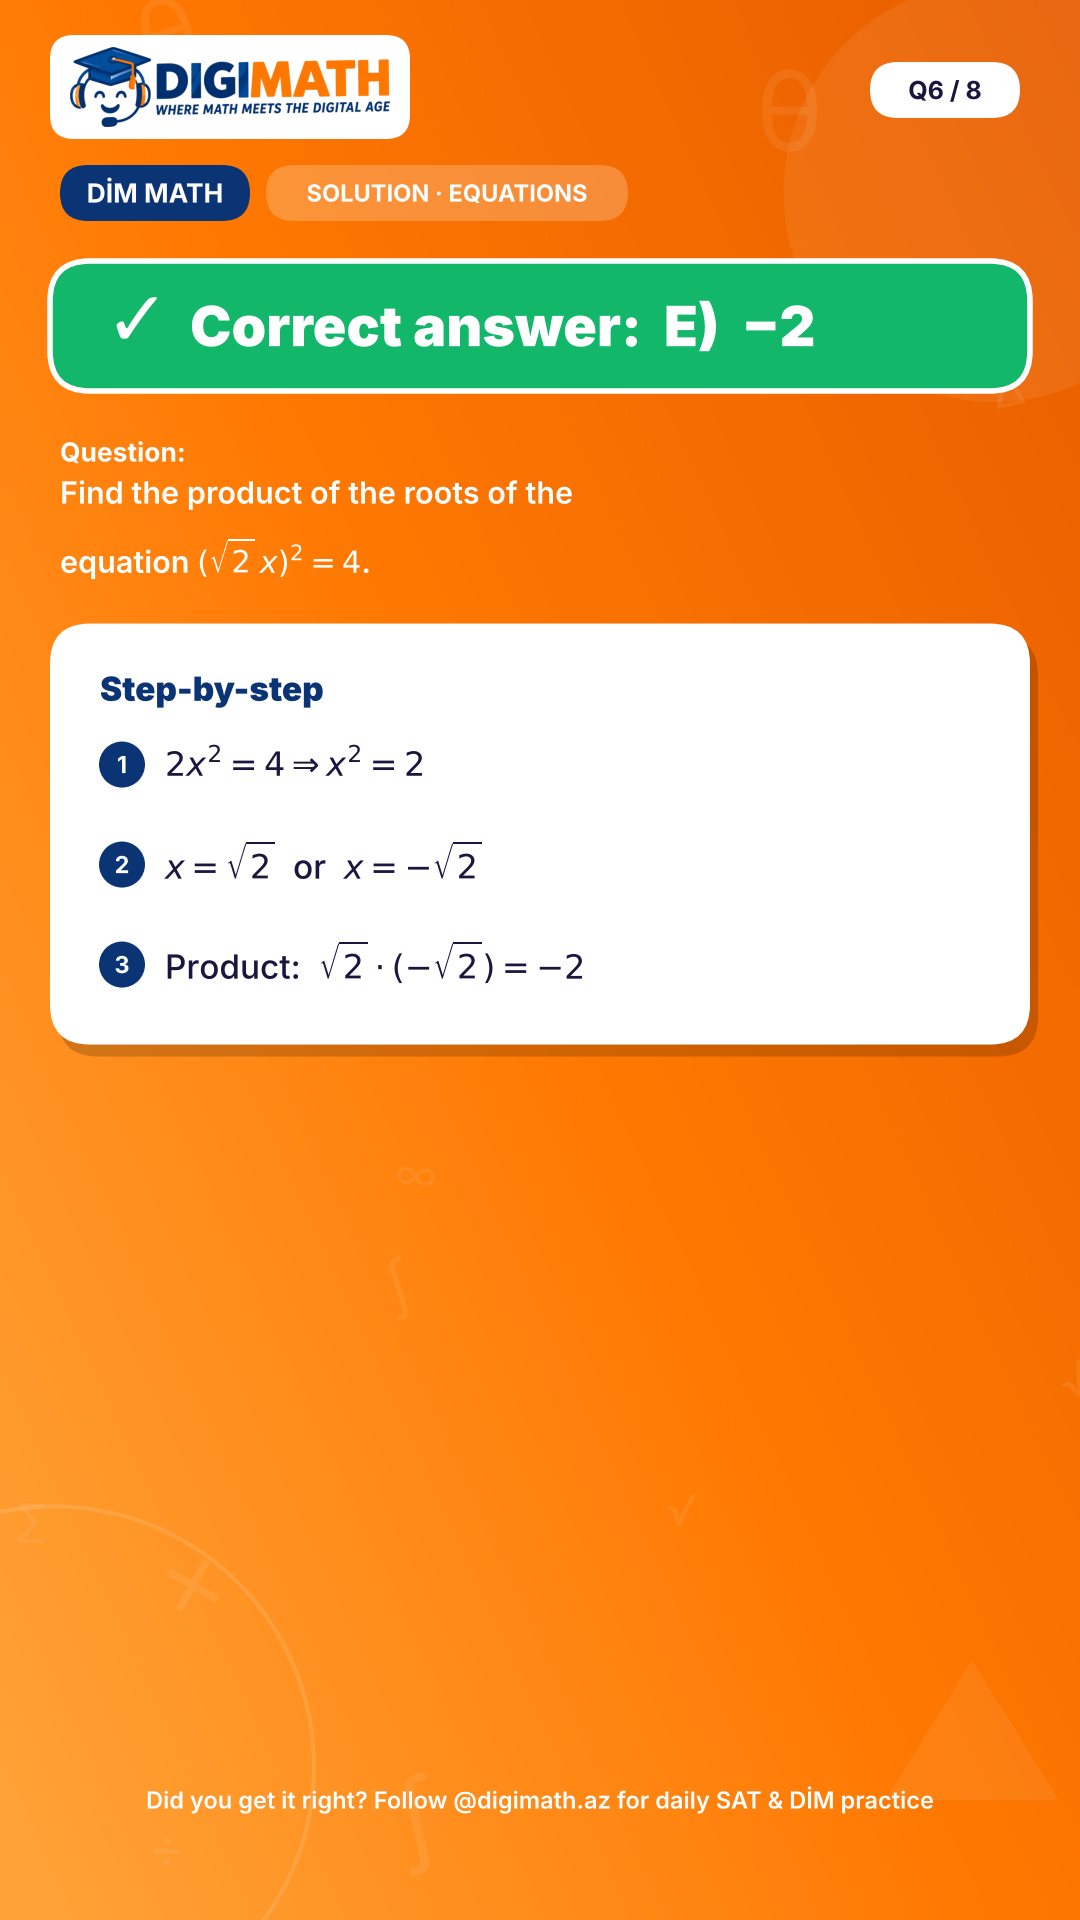 DIGIMATH
WHERE MATH MEETS THE DIGITAL AGE
Q6 / 8
DİM MATH
SOLUTION · EQUATIONS
✓ Correct answer: E) −2
Question:
Find the product of the roots of the
equation (√2 x)² = 4.
Step-by-step
1 2x² = 4 ⇒ x² = 2
2 x = √2 or x = −√2
3 Product: √2 · (−√2) = −2
Did you get it right? Follow @digimath.az for daily SAT & DİM practice